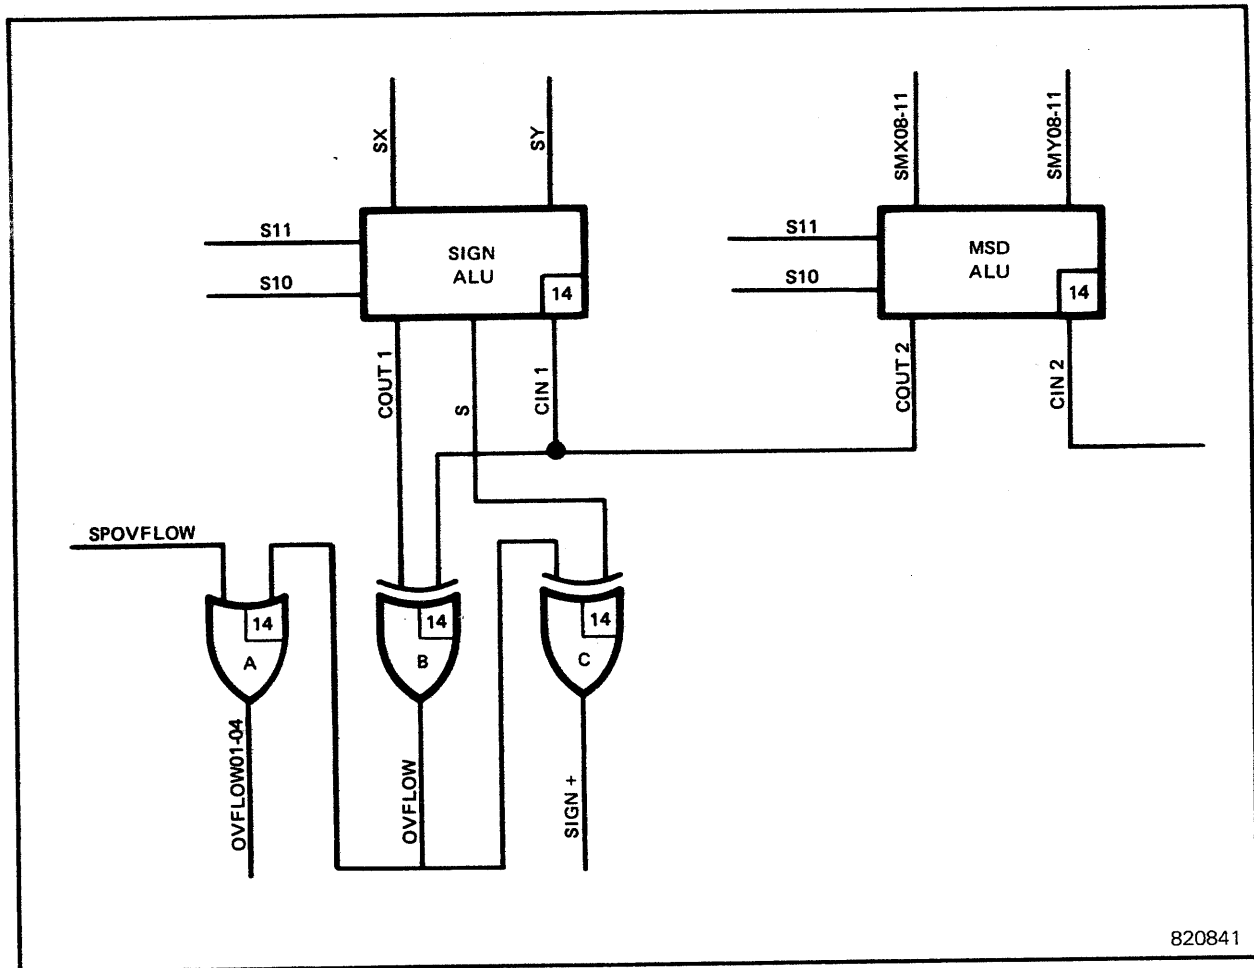 SX
SY
SMX08-11
SMY08-11
S11
S10
SIGN
ALU
14
S11
S10
MSD
ALU
14
COUT 1
S
CIN 1
COUT 2
CIN 2
SPOVFLOW
14
A
14
B
14
C
OVFLOW01-04
OVFLOW
SIGN +
820841